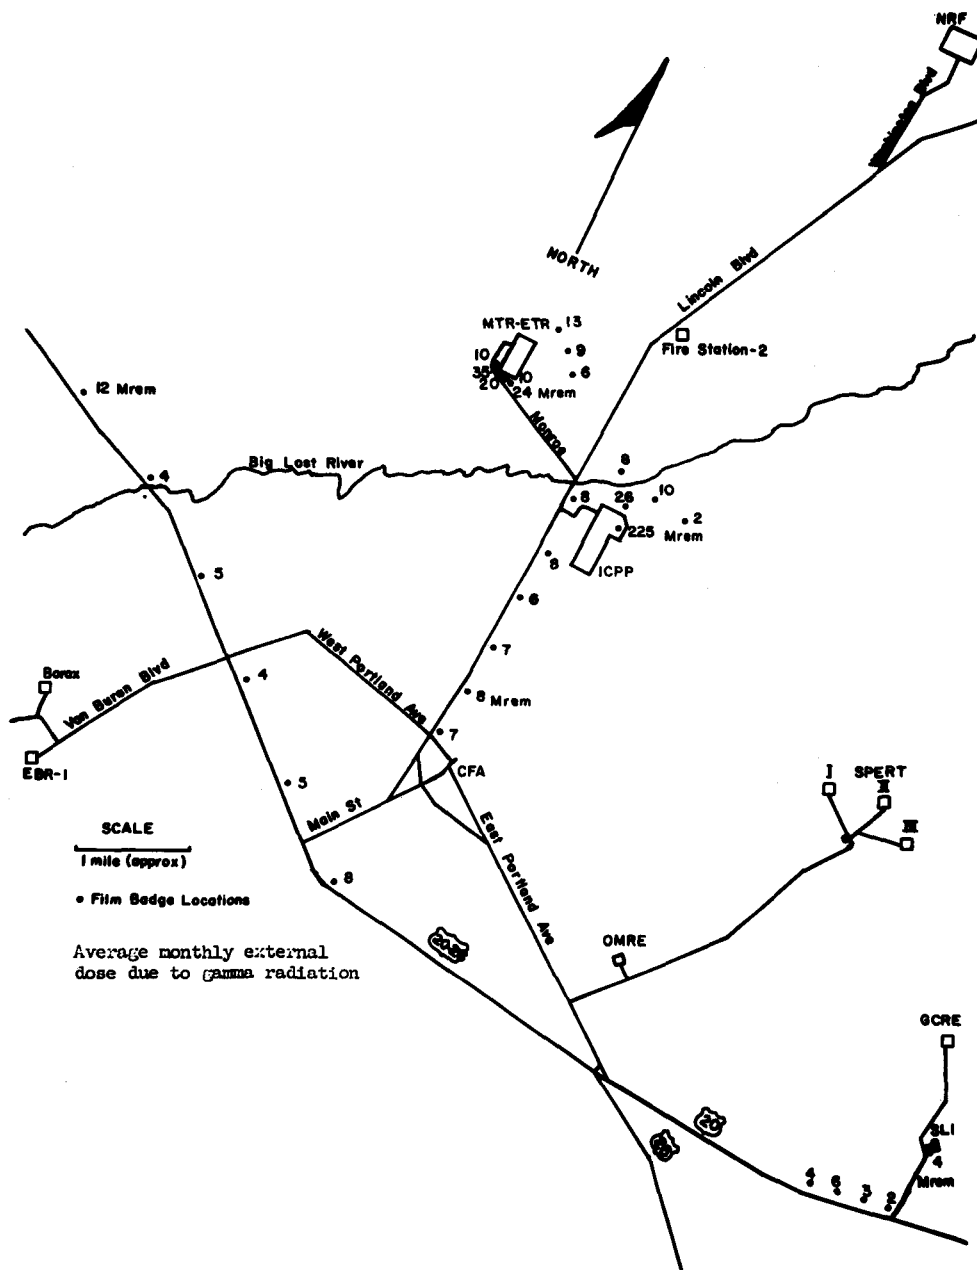 NRF
Washington Blvd
NORTH
Lincoln Blvd
MTR-ETR
13
10
9
Fire Station-2
35
10
6
20
24 Mrem
12 Mrem
Monroe
Big Lost River
8
4
8
26
10
2
225 Mrem
8
ICPP
5
6
West Portland Ave
7
Van Buran Blvd
4
8 Mrem
Borax
7
EBR-1
CFA
I
SPERT
II
5
Main St
III
SCALE
East Portland Ave
1 mile (approx)
8
Film Badge Locations
20-26
OMRE
Average monthly external
dose due to gamma radiation
GCRE
20
SL1
4
Mrem
4
6
3
2